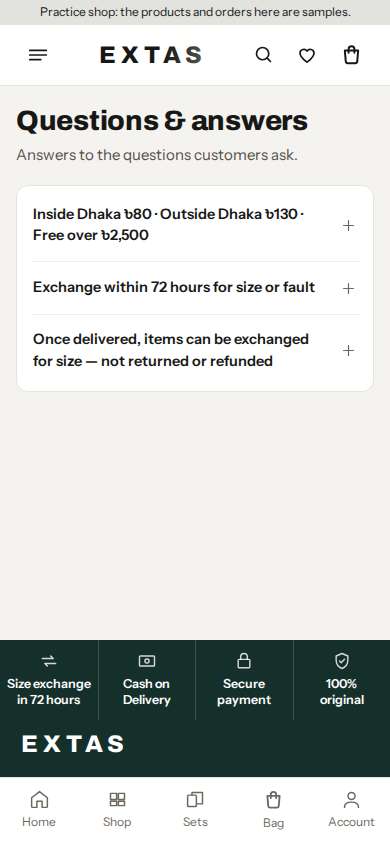 Practice shop: the products and orders here are samples.
EXTAS
Questions & answers
Answers to the questions customers ask.
Inside Dhaka ৳80 · Outside Dhaka ৳130 ·
Free over ৳2,500
Exchange within 72 hours for size or fault
Once delivered, items can be exchanged
for size — not returned or refunded
Size exchange
in 72 hours
Cash on
Delivery
Secure
payment
100%
original
EXTAS
Home
Shop
Sets
Bag
Account